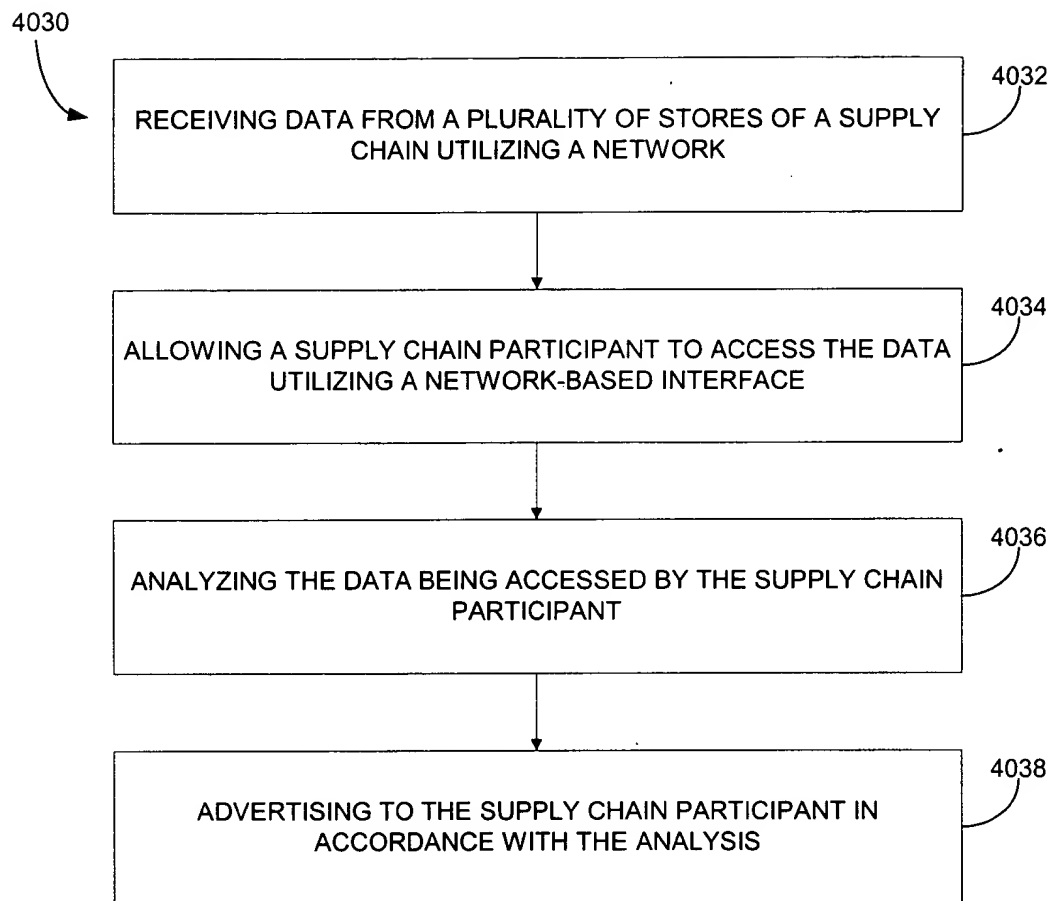 4030
4032
RECEIVING DATA FROM A PLURALITY OF STORES OF A SUPPLY
CHAIN UTILIZING A NETWORK
4034
ALLOWING A SUPPLY CHAIN PARTICIPANT TO ACCESS THE DATA
UTILIZING A NETWORK-BASED INTERFACE
4036
ANALYZING THE DATA BEING ACCESSED BY THE SUPPLY CHAIN
PARTICIPANT
4038
ADVERTISING TO THE SUPPLY CHAIN PARTICIPANT IN
ACCORDANCE WITH THE ANALYSIS